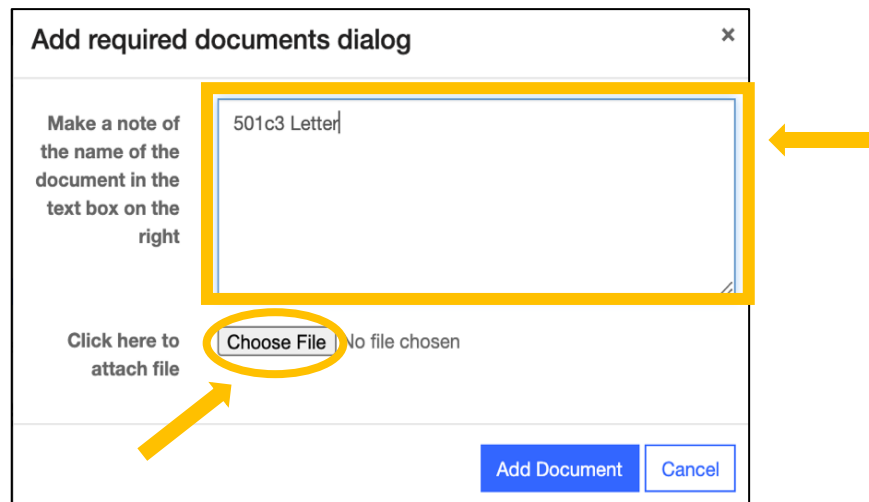 Add required documents dialog ×
Make a note of
the name of the
document in the
text box on the
right
501c3 Letter
Click here to
attach file
Choose File No file chosen
Add Document Cancel